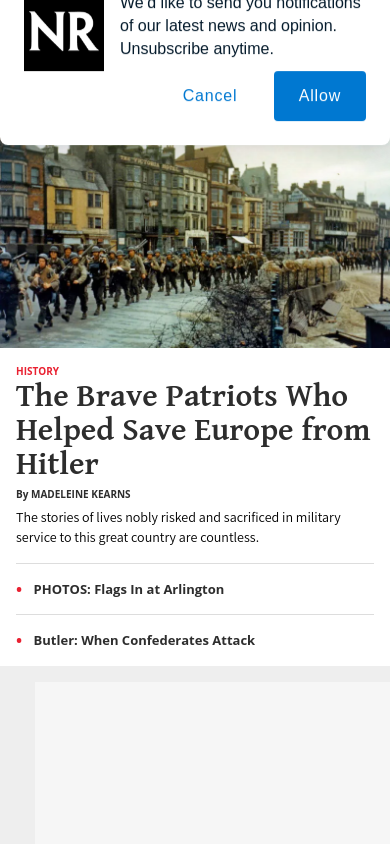 We'd like to send you notifications
of our latest news and opinion.
Unsubscribe anytime.
NR
Cancel
Allow
HISTORY
The Brave Patriots Who
Helped Save Europe from
Hitler
By MADELEINE KEARNS
The stories of lives nobly risked and sacrificed in military
service to this great country are countless.
• PHOTOS: Flags In at Arlington
• Butler: When Confederates Attack